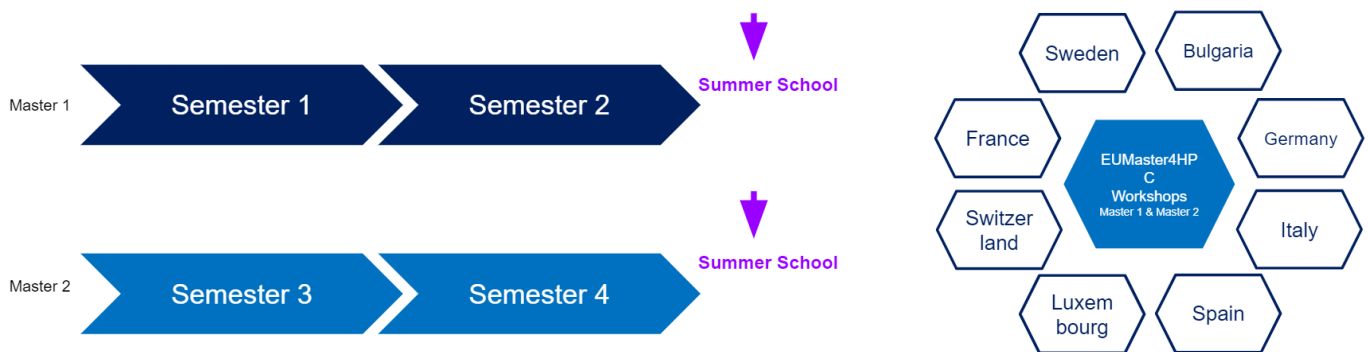 Master 1
Semester 1
Semester 2
Summer School
Master 2
Semester 3
Semester 4
Summer School
Sweden
Bulgaria
France
Germany
EUMaster4HP
C
Workshops
Master 1 & Master 2
Switzer
land
Italy
Luxem
bourg
Spain